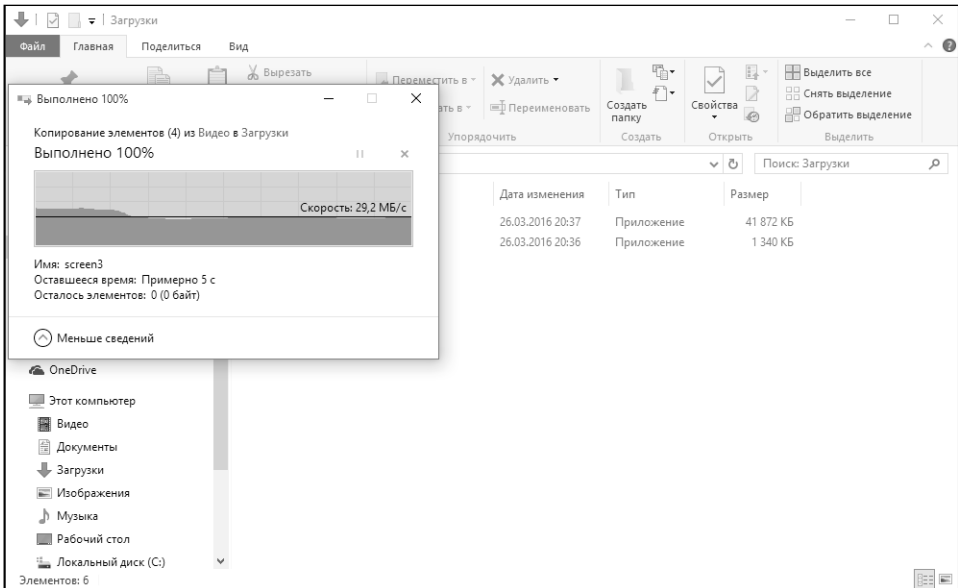 Загрузки
Файл Главная Поделиться Вид
Вырезать
Переместить в
Удалить
ать в
Переименовать
Упорядочить
Создать папку
Создать
Свойства
Открыть
Выделить все
Снять выделение
Обратить выделение
Выделить
Выполнено 100%
Копирование элементов (4) из Видео в Загрузки
Выполнено 100%
Скорость: 29,2 МБ/с
Имя: screen3
Оставшееся время: Примерно 5 с
Осталось элементов: 0 (0 байт)
Меньше сведений
Поиск: Загрузки
Дата изменения Тип Размер
26.03.2016 20:37 Приложение 41 872 КБ
26.03.2016 20:36 Приложение 1 340 КБ
OneDrive
Этот компьютер
Видео
Документы
Загрузки
Изображения
Музыка
Рабочий стол
Локальный диск (C:)
Элементов: 6